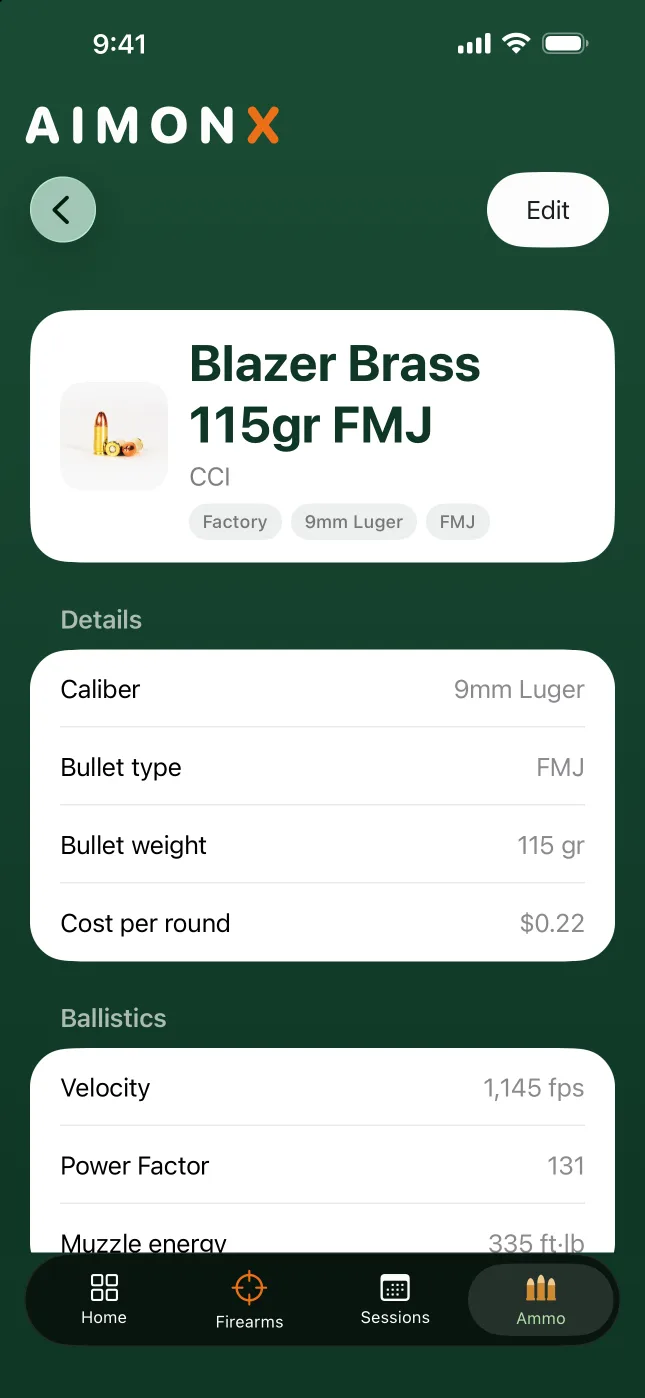 9:41
AIMONX
Edit
Blazer Brass
115gr FMJ
CCI
Factory 9mm Luger FMJ
Details
Caliber 9mm Luger
Bullet type FMJ
Bullet weight 115 gr
Cost per round $0.22
Ballistics
Velocity 1,145 fps
Power Factor 131
Muzzle energy 335 ft·lb
Home Firearms Sessions Ammo